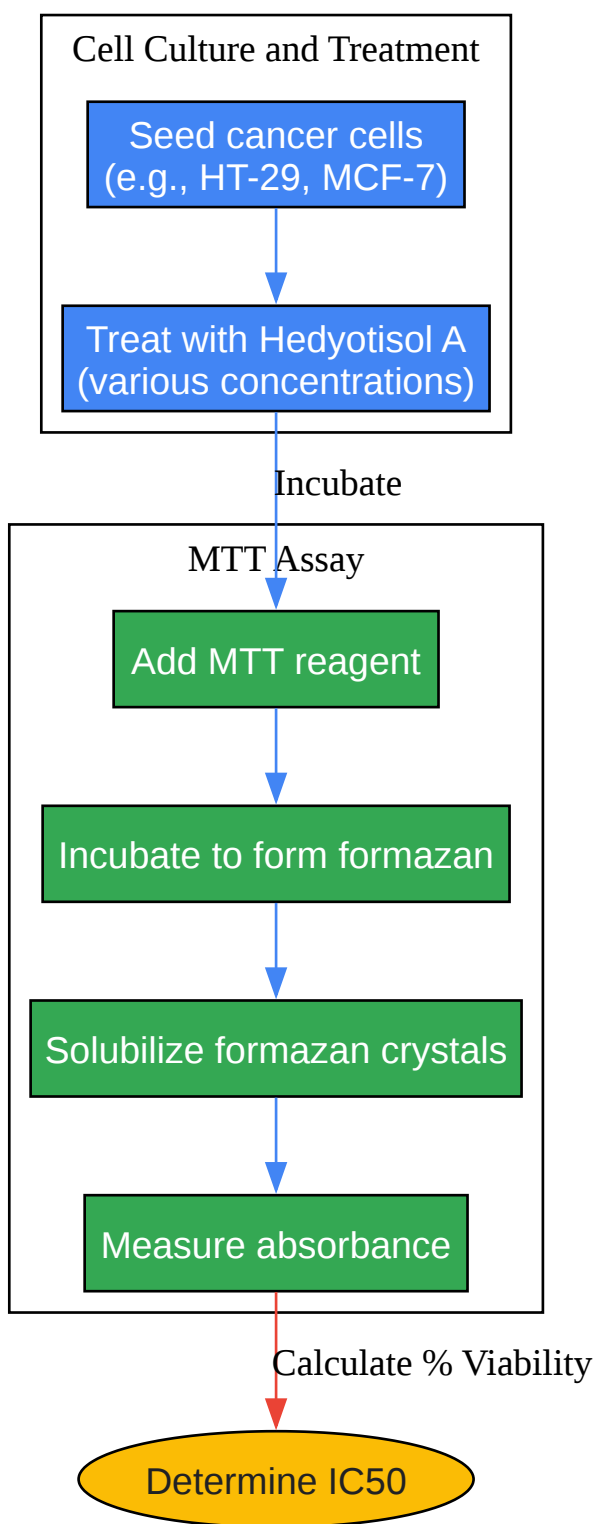 Cell Culture and Treatment
Seed cancer cells
(e.g., HT-29, MCF-7)
Treat with Hedyotisol A
(various concentrations)
Incubate
MTT Assay
Add MTT reagent
Incubate to form formazan
Solubilize formazan crystals
Measure absorbance
Calculate % Viability
Determine IC50